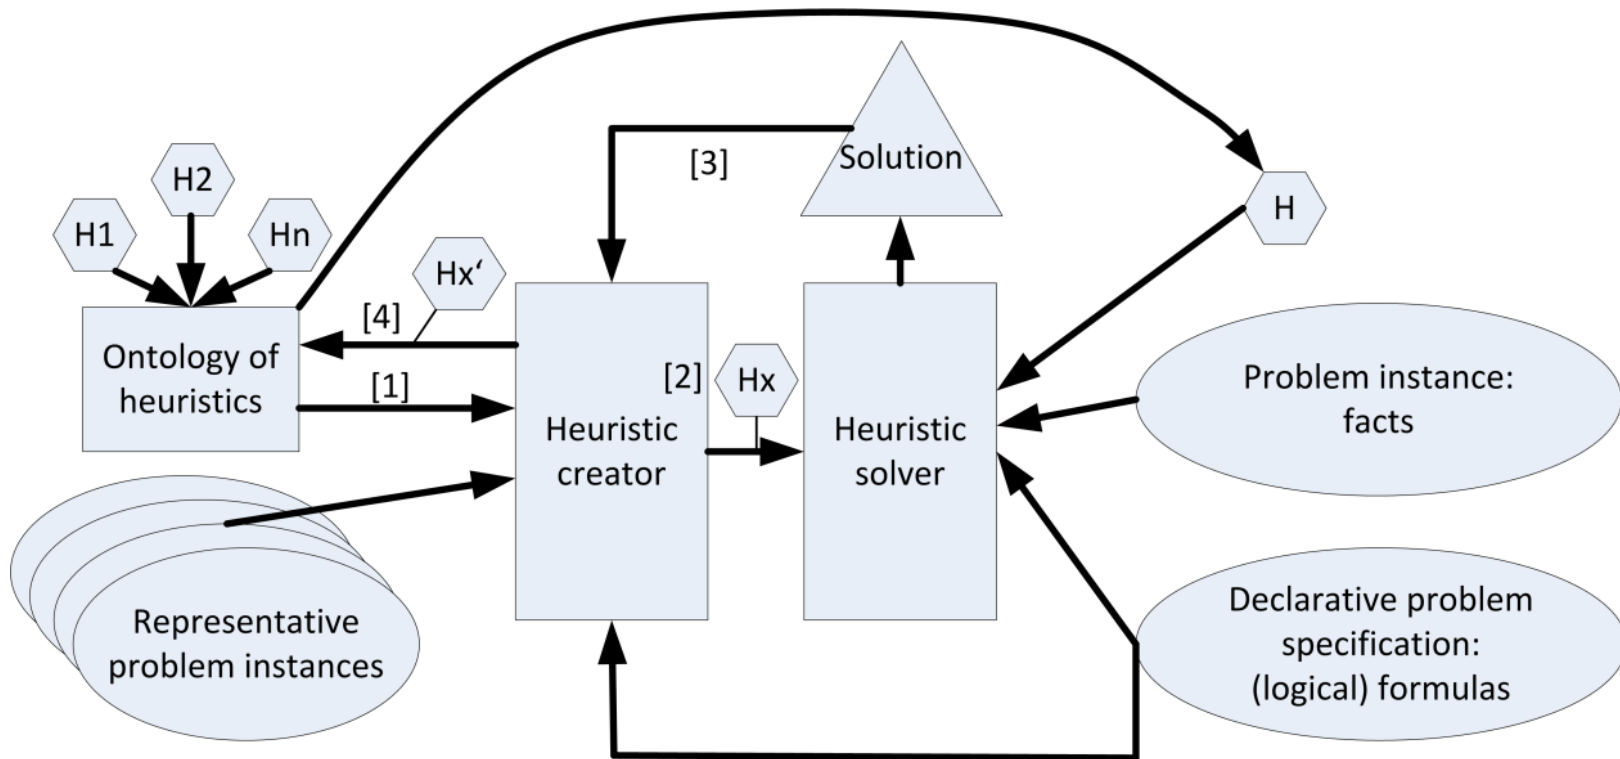 Solution
[3]
H2
H1
Hn
H
Hx‘
[4]
Ontology of
heuristics
[1]
[2]
Hx
Heuristic
creator
Heuristic
solver
Problem instance:
facts
Representative
problem instances
Declarative problem
specification:
(logical) formulas